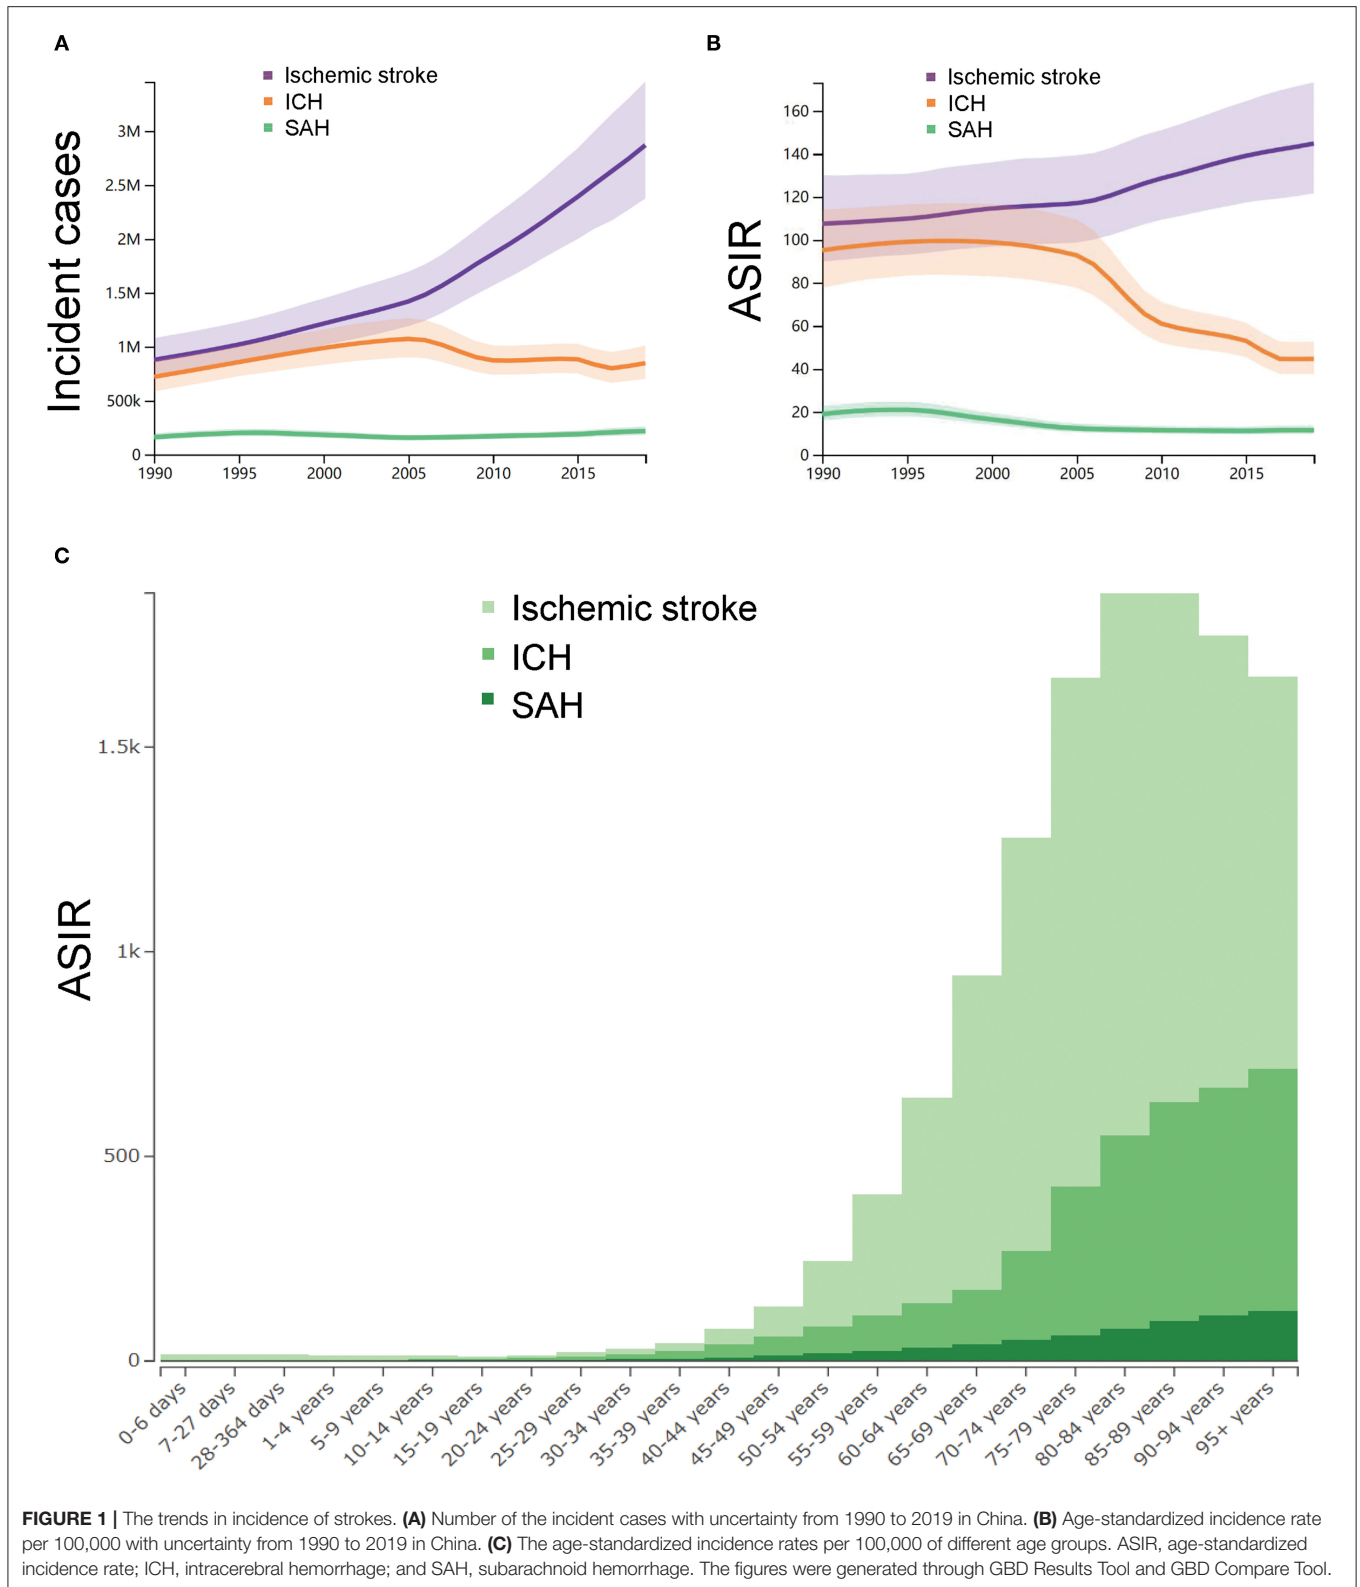 A
Ischemic stroke
ICH
SAH
Incident cases
3M
2.5M
2M
1.5M
1M
500k
0
1990 1995 2000 2005 2010 2015
B
Ischemic stroke
ICH
SAH
ASIR
160
140
120
100
80
60
40
20
0
1990 1995 2000 2005 2010 2015
C
Ischemic stroke
ICH
SAH
ASIR
1.5k
1k
500
0
0-6 days
7-27 days
28-364 days
1-4 years
5-9 years
10-14 years
15-19 years
20-24 years
25-29 years
30-34 years
35-39 years
40-44 years
45-49 years
50-54 years
55-59 years
60-64 years
65-69 years
70-74 years
75-79 years
80-84 years
85-89 years
90-94 years
95+ years
FIGURE 1 | The trends in incidence of strokes. (A) Number of the incident cases with uncertainty from 1990 to 2019 in China. (B) Age-standardized incidence rate
per 100,000 with uncertainty from 1990 to 2019 in China. (C) The age-standardized incidence rates per 100,000 of different age groups. ASIR, age-standardized
incidence rate; ICH, intracerebral hemorrhage; and SAH, subarachnoid hemorrhage. The figures were generated through GBD Results Tool and GBD Compare Tool.